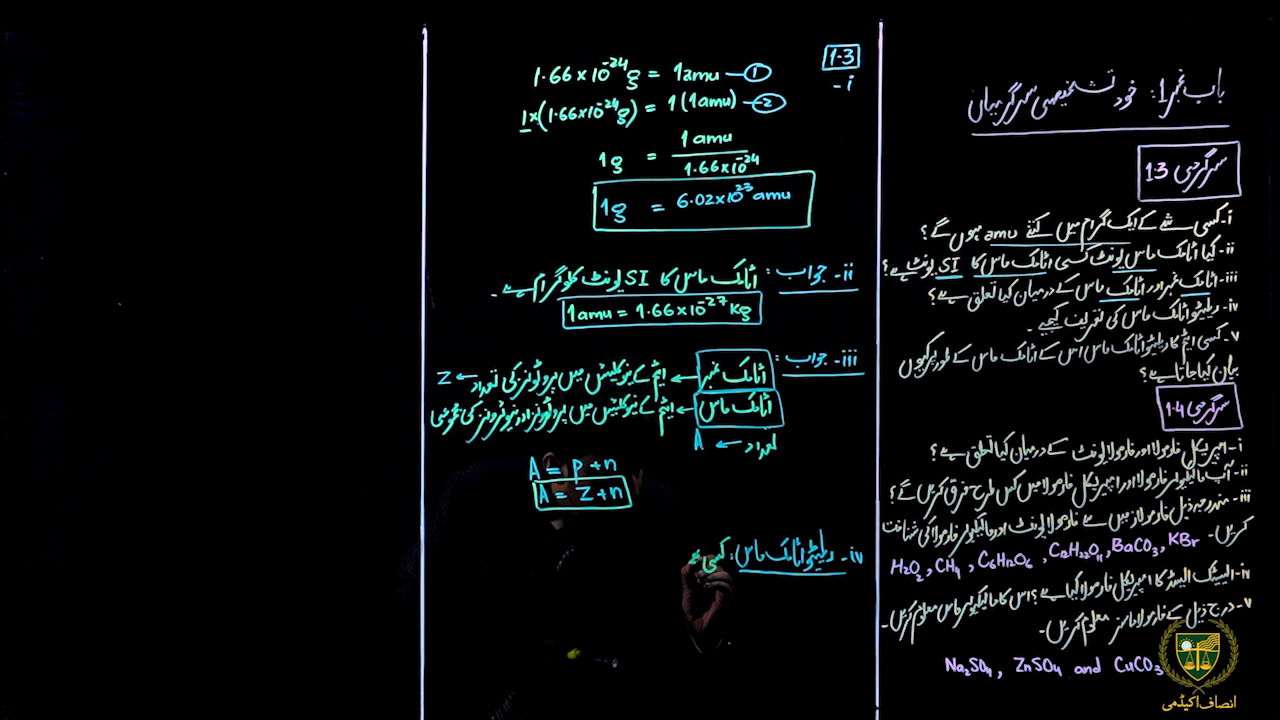 باب نمبر 1: خود تشخیصی سرگرمیاں
سرگرمی 1.3
i- کسی شے کے ایک گرام میں کتنے amu ہوں گے؟
ii- کیا اٹامک ماس یونٹ کسی اٹامک ماس کا SI یونٹ ہے؟
iii- اٹامک نمبر اور اٹامک ماس کے درمیان کیا تعلق ہے؟
iv- ریلیٹو اٹامک ماس کی تعریف کیجیے۔
v- کسی ایٹم کا ریلیٹو اٹامک ماس اس کے اٹامک ماس کے طور پر کیوں
بیان کیا جاتا ہے؟
سرگرمی 1.4
i- امپیریکل فارمولا اور فارمولا یونٹ کے درمیان کیا تعلق ہے؟
ii- آپ مالیکیولر فارمولا اور امپیریکل فارمولا میں کس طرح فرق کریں گے؟
iii- مندرجہ ذیل فارمولاز میں سے فارمولا یونٹ اور مالیکیولر فارمولا کی شناخت
کریں۔
H2O2, CH4, C6H12O6, C12H22O11, BaCO3, KBr
iv- ایسیٹک ایسڈ کا امپیریکل فارمولا کیا ہے؟ اس کا مالیکیولر ماس معلوم کریں۔
v- درج ذیل کے فارمولا ماسز معلوم کریں۔
Na2SO4, ZnSO4 and CuCO3
1.3
i-
1.66×10⁻²⁴g = 1amu — 1
1×(1.66×10⁻²⁴g) = 1(1amu) — 2
1g = 1amu / 1.66×10⁻²⁴
1g = 6.02×10²³ amu
ii- جواب: اٹامک ماس کا SI یونٹ کلوگرام ہے۔
1amu = 1.66×10⁻²⁷ Kg
iii- جواب:
اٹامک نمبر ← ایٹم کے نیوکلیئس میں پروٹونز کی تعداد ← Z
اٹامک ماس ← ایٹم کے نیوکلیئس میں پروٹونز اور نیوٹرونز کی مجموعی
تعداد ← A
A = p+n
A = Z+n
iv- ریلیٹو اٹامک ماس: کسی
انصاف اکیڈمی